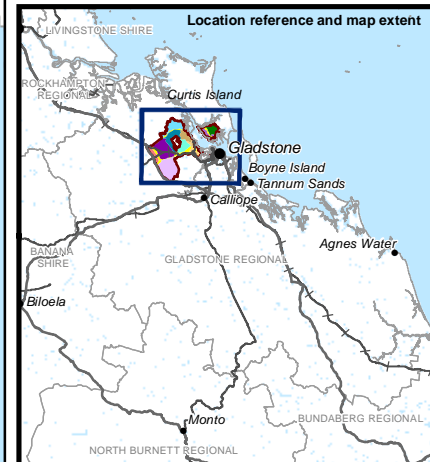 Location reference and map extent
LIVINGSTONE SHIRE
ROCKHAMPTON
REGIONAL
Curtis Island
Gladstone
Boyne Island
Tannum Sands
Calliope
Agnes Water
BANANA
SHIRE
GLADSTONE REGIONAL
Biloela
Monto
BUNDABERG REGIONAL
NORTH BURNETT REGIONAL